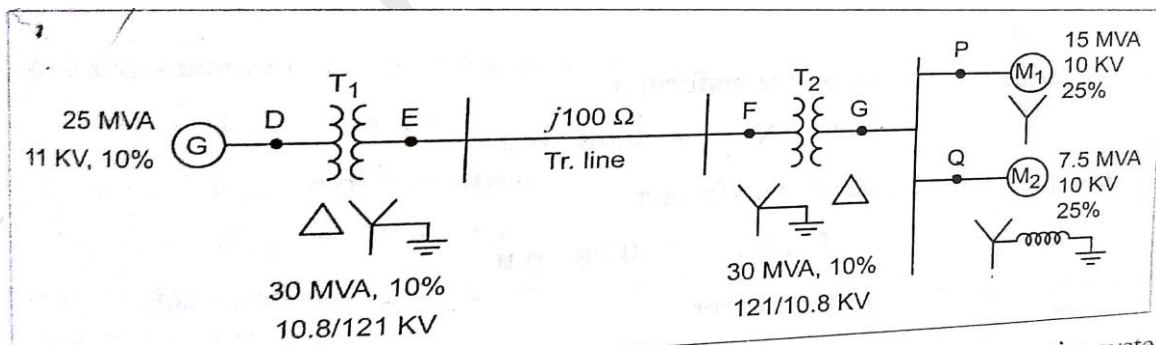 25 MVA
11 KV, 10%
G
D
T1
E
30 MVA, 10%
10.8/121 KV
j100 Ω
Tr. line
F
T2
G
30 MVA, 10%
121/10.8 KV
P
M1
15 MVA
10 KV
25%
Q
M2
7.5 MVA
10 KV
25%